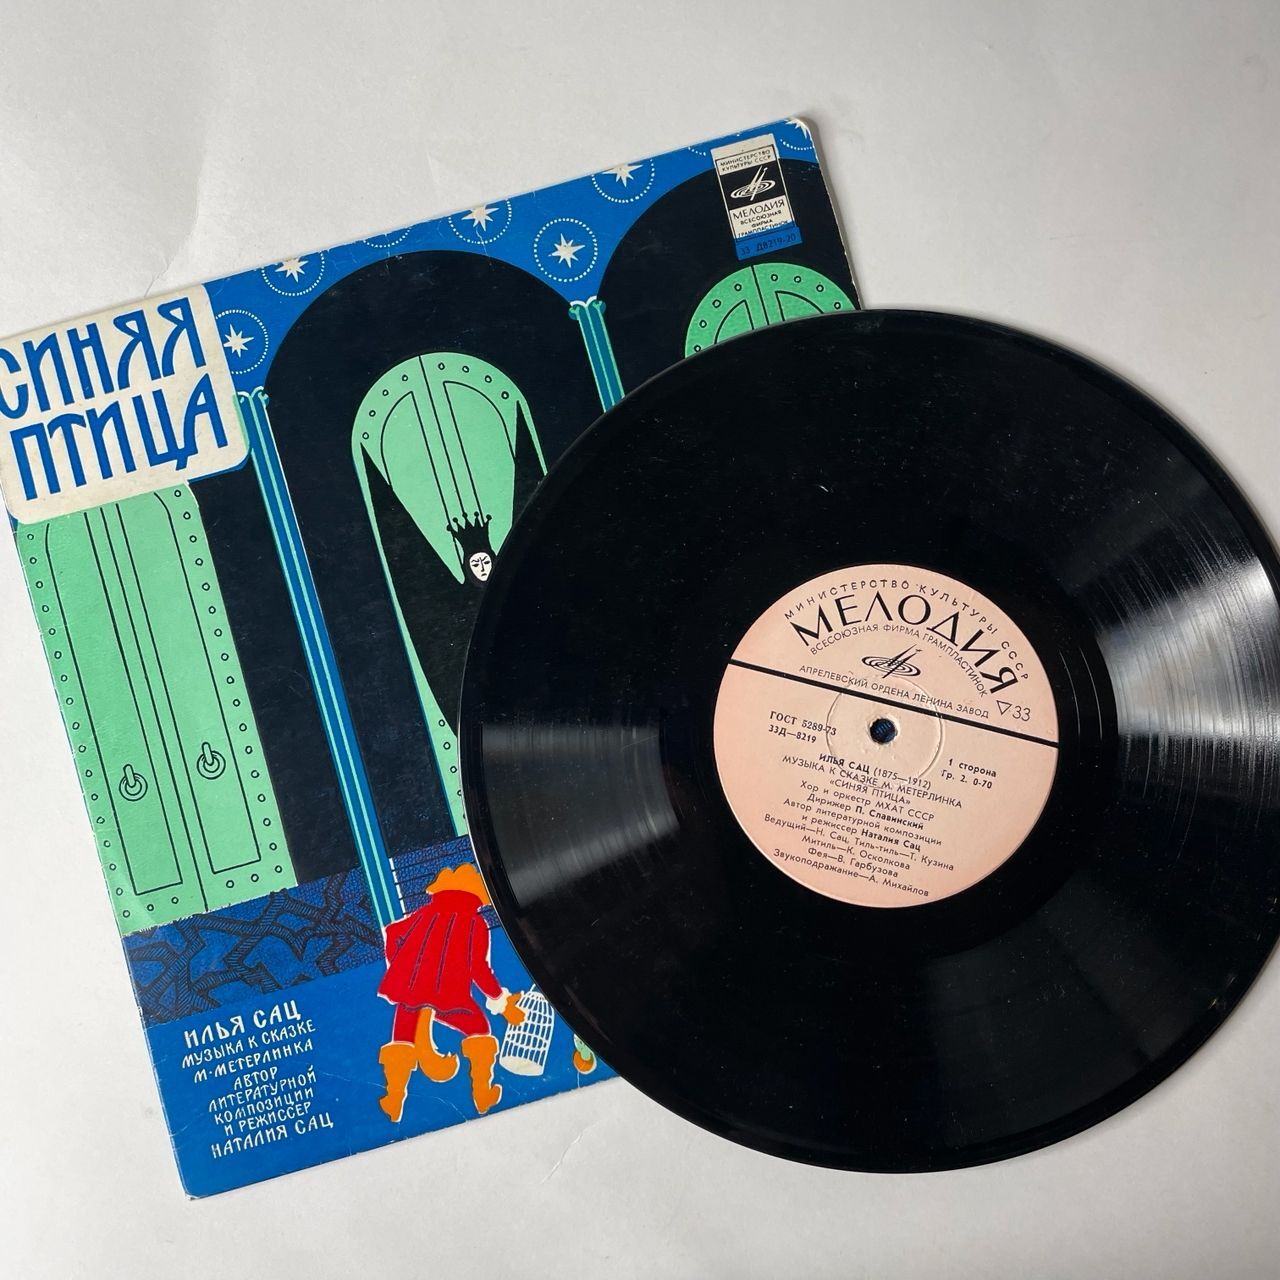 СИНЯЯ
ПТИЦА
МИНИСТЕРСТВО
КУЛЬТУРЫ СССР
МЕЛОДИЯ
ВСЕСОЮЗНАЯ
ФИРМА
ГРАМПЛАСТИНОК
33 Д8219-20
ИЛЬЯ САЦ
МУЗЫКА К СКАЗКЕ
М·МЕТЕРЛИНКА
АВТОР
ЛИТЕРАТУРНОЙ
КОМПОЗИЦИИ
И РЕЖИССЕР
НАТАЛИЯ САЦ
МИНИСТЕРСТВО КУЛЬТУРЫ СССР
МЕЛОДИЯ
ВСЕСОЮЗНАЯ ФИРМА ГРАМПЛАСТИНОК
АПРЕЛЕВСКИЙ ОРДЕНА ЛЕНИНА ЗАВОД
33
ГОСТ 5289-73
33Д—8219
1 сторона
Гр. 2. 0-70
ИЛЬЯ САЦ (1875—1912)
МУЗЫКА К СКАЗКЕ М. МЕТЕРЛИНКА
«СИНЯЯ ПТИЦА»
Хор и оркестр МХАТ СССР
Дирижер П. Славинский
Автор литературной композиции
и режиссер Наталия Сац
Ведущий—Н. Сац, Тиль-тиль—Т. Кузина
Митиль—К. Осколкова
Фея—В. Гарбузова
Звукоподражание—А. Михайлов